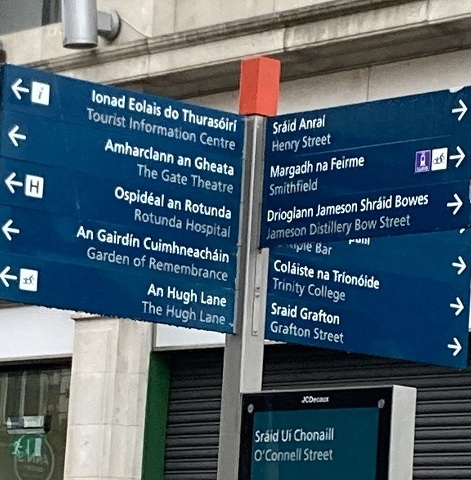 Ionad Eolais do Thurasóirí
Tourist Information Centre
Amharclann an Gheata
The Gate Theatre
H
Ospidéal an Rotunda
Rotunda Hospital
An Gairdín Cuimhneacháin
Garden of Remembrance
An Hugh Lane
The Hugh Lane
Sráid Anraí
Henry Street
Margadh na Feirme
Smithfield
Drioglann Jameson Shráid Bowes
Jameson Distillery Bow Street
Bar
Coláiste na Tríonóide
Trinity College
Sraid Grafton
Grafton Street
JCDecaux
Sráid Uí Chonaill
O'Connell Street